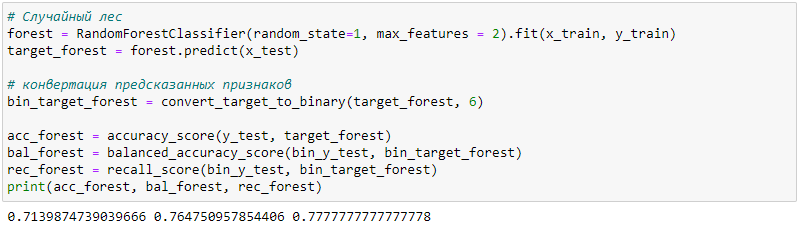 # Случайный лес
forest = RandomForestClassifier(random_state=1, max_features = 2).fit(x_train, y_train)
target_forest = forest.predict(x_test)
# конвертация предсказанных признаков
bin_target_forest = convert_target_to_binary(target_forest, 6)
acc_forest = accuracy_score(y_test, target_forest)
bal_forest = balanced_accuracy_score(bin_y_test, bin_target_forest)
rec_forest = recall_score(bin_y_test, bin_target_forest)
print(acc_forest, bal_forest, rec_forest)
0.7139874739039666 0.764750957854406 0.7777777777777778